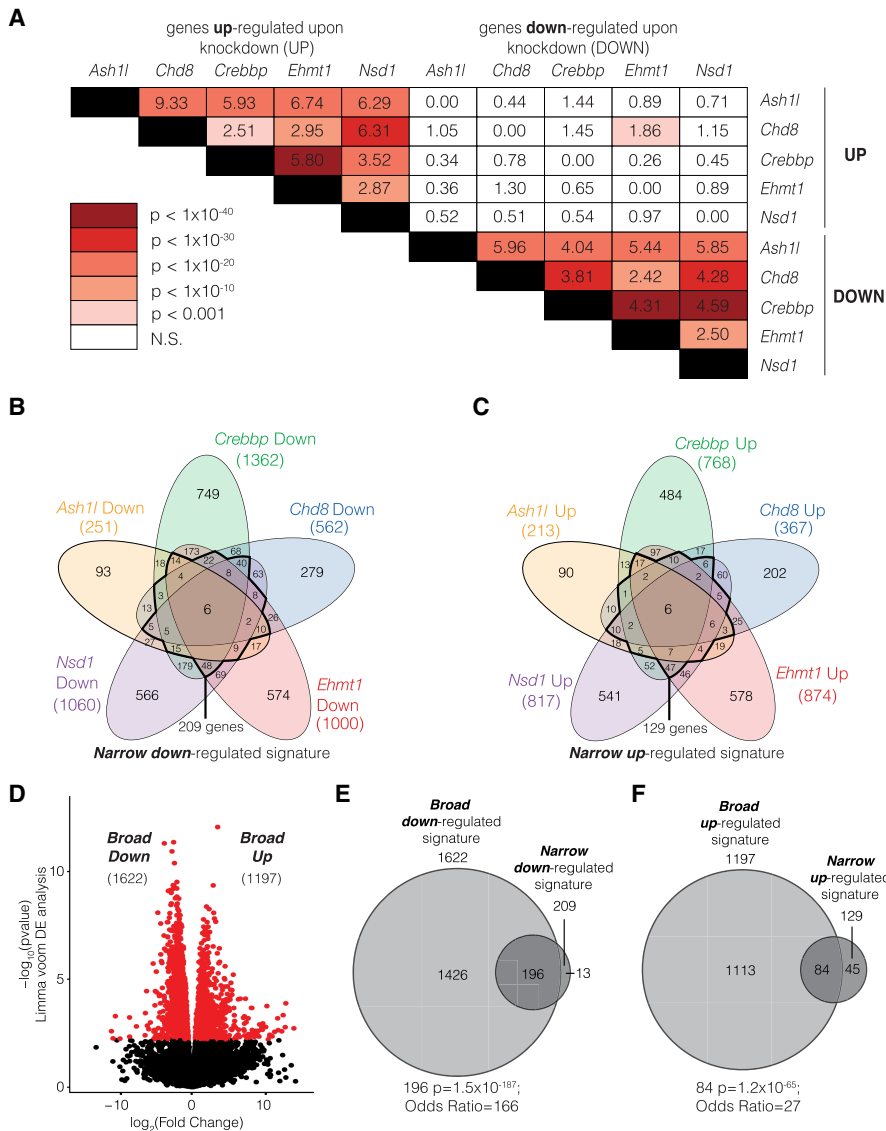 A
genes up-regulated upon
knockdown (UP)
genes down-regulated upon
knockdown (DOWN)
Ash1l Chd8 Crebbp Ehmt1 Nsd1 Ash1l Chd8 Crebbp Ehmt1 Nsd1
9.33 5.93 6.74 6.29 0.00 0.44 1.44 0.89 0.71 Ash1l
2.51 2.95 6.31 1.05 0.00 1.45 1.86 1.15 Chd8
5.80 3.52 0.34 0.78 0.00 0.26 0.45 Crebbp
2.87 0.36 1.30 0.65 0.00 0.89 Ehmt1
0.52 0.51 0.54 0.97 0.00 Nsd1
UP
5.96 4.04 5.44 5.85 Ash1l
3.81 2.42 4.28 Chd8
4.31 4.59 Crebbp
2.50 Ehmt1
Nsd1
DOWN
p < 1x10⁻⁴⁰
p < 1x10⁻³⁰
p < 1x10⁻²⁰
p < 1x10⁻¹⁰
p < 0.001
N.S.
B
Crebbp Down
(1362)
Ash1l Down
(251)
Chd8 Down
(562)
749
93
279
173
68
18 14 22 40
4 8 63
3 8
13 6
5 2 26
27 5 10
15 9 17
179 48
69
566
574
Nsd1
Down
(1060)
Ehmt1
Down
(1000)
209 genes
Narrow down-regulated signature
C
Crebbp Up
(768)
Ash1l Up
(213)
Chd8 Up
(367)
484
90
202
97 17
13 17 10 6
2 2 60
1 5
10 6
10 2 6 25
18 3
5 7 4 19
52 47
46
541
578
Nsd1 Up
(817)
Ehmt1 Up
(874)
129 genes
Narrow up-regulated signature
D
Broad
Down
(1622)
Broad
Up
(1197)
10
5
0
−log₁₀(pvalue)
Limma voom DE analysis
−10 0 10
log₂(Fold Change)
E
Broad
down-regulated
signature
1622
Narrow
down-regulated
signature
209
1426
196
13
196 p=1.5x10⁻¹⁸⁷;
Odds Ratio=166
F
Broad
up-regulated
signature
1197
Narrow
up-regulated
signature
129
1113
84
45
84 p=1.2x10⁻⁶⁵;
Odds Ratio=27